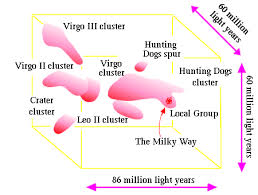 Virgo III cluster
60 million
light years
Hunting
Dogs spur
Virgo II cluster
Virgo
cluster
Hunting Dogs
cluster
Crater
cluster
Leo II cluster
Local Group
The Milky Way
60 million light years
86 million light years